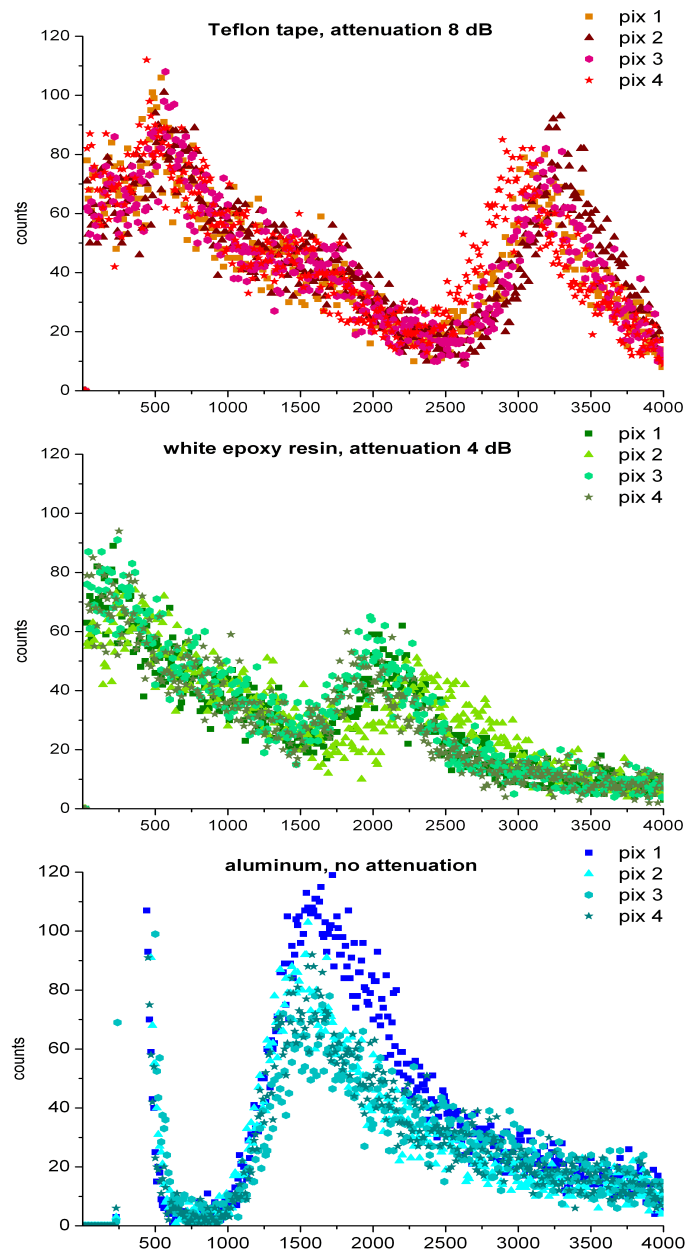 Teflon tape, attenuation 8 dB
pix 1
pix 2
pix 3
pix 4
120
100
80
60
40
20
0
counts
500 1000 1500 2000 2500 3000 3500 4000
white epoxy resin, attenuation 4 dB
pix 1
pix 2
pix 3
pix 4
120
100
80
60
40
20
0
counts
500 1000 1500 2000 2500 3000 3500 4000
aluminum, no attenuation
pix 1
pix 2
pix 3
pix 4
120
100
80
60
40
20
0
counts
500 1000 1500 2000 2500 3000 3500 4000